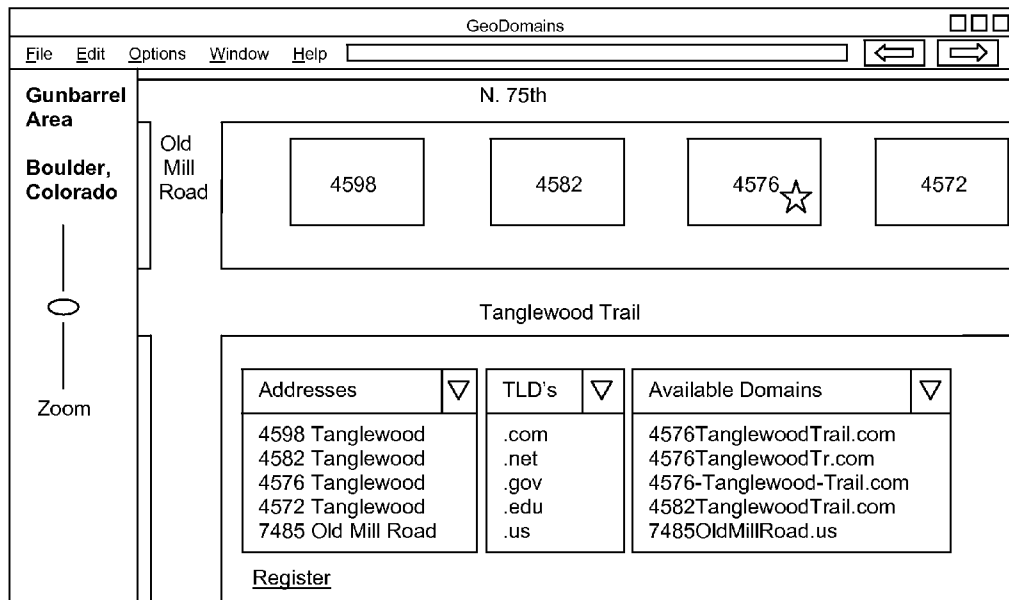 GeoDomains
File Edit Options Window Help
Gunbarrel
Area
Boulder,
Colorado
Zoom
N. 75th
Old
Mill
Road
4598 4582 4576 4572
Tanglewood Trail
Addresses
4598 Tanglewood
4582 Tanglewood
4576 Tanglewood
4572 Tanglewood
7485 Old Mill Road
TLD's
.com
.net
.gov
.edu
.us
Available Domains
4576TanglewoodTrail.com
4576TanglewoodTr.com
4576-Tanglewood-Trail.com
4582TanglewoodTrail.com
7485OldMillRoad.us
Register